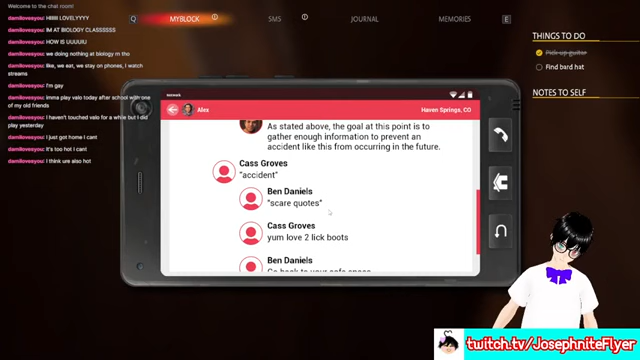 Welcome to the chat room!
damilovesyou: HIIIII LOVELYYYY
damilovesyou: IM AT BIOLOGY CLASSSSSS
damilovesyou: HOW IS UUUUIU
damilovesyou: we doing nothing at biology rn tho
damilovesyou: like, we eat, we stay on phones, I watch
streams
damilovesyou: I'm gay
damilovesyou: imma play valo today after school with one
of my old friends
damilovesyou: I haven't touched valo for a while but I did
play yesterday
damilovesyou: I just got home I cant
damilovesyou: It's too hot I cant
damilovesyou: I think ure also hot
Q
MYBLOCK
SMS
JOURNAL
MEMORIES
E
THINGS TO DO
Pick up guitar
Find bard hat
NOTES TO SELF
Alex
Haven Springs, CO
As stated above, the goal at this point is to
gather enough information to prevent an
accident like this from occurring in the future.
Cass Groves
"accident"
Ben Daniels
"scare quotes"
Cass Groves
yum love 2 lick boots
Ben Daniels
Go back to your safe space
twitch.tv/JosephniteFlyer